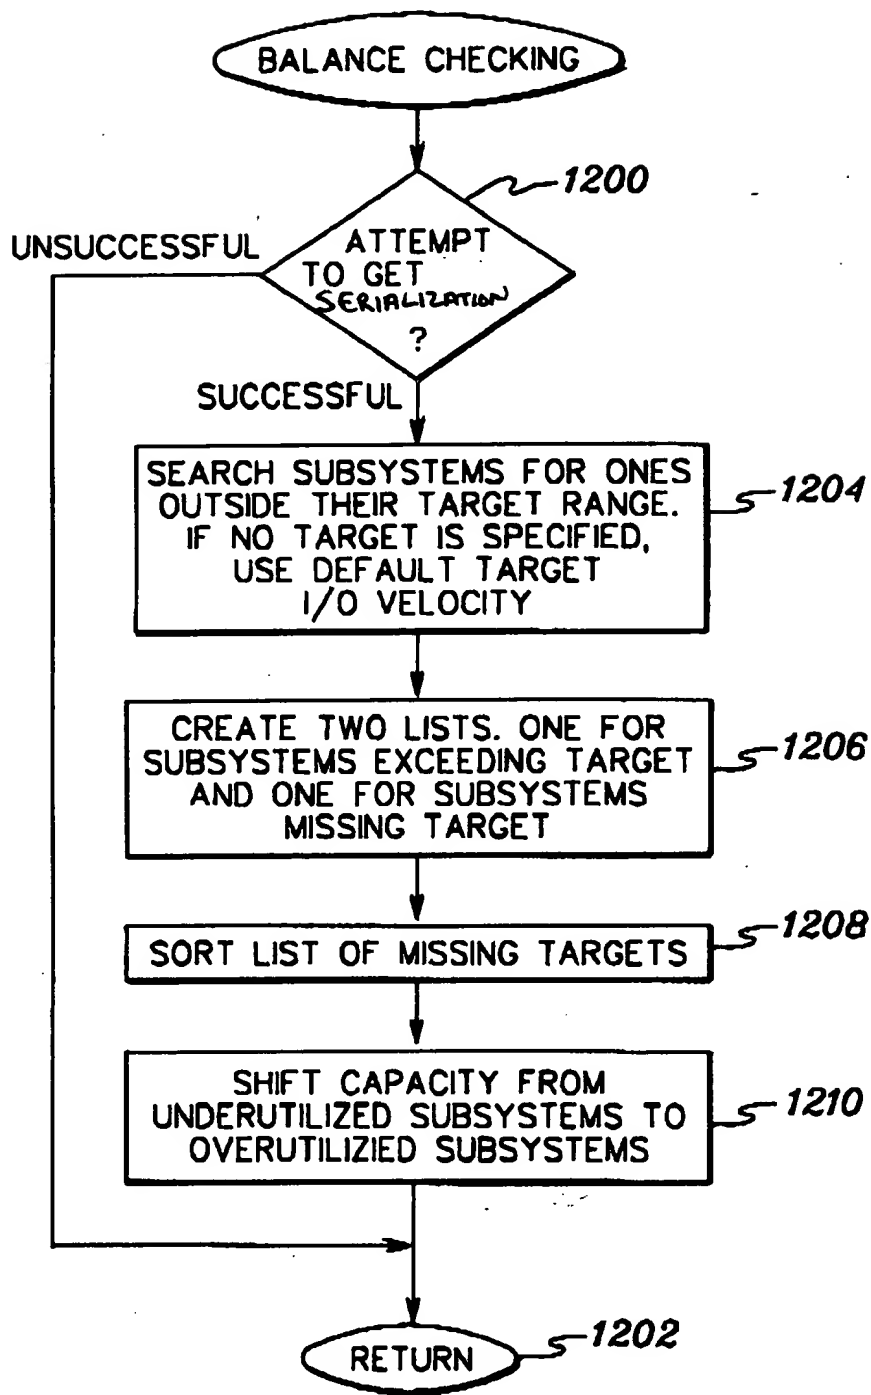 BALANCE CHECKING
1200
UNSUCCESSFUL
ATTEMPT
TO GET
SERIALIZATION
?
SUCCESSFUL
SEARCH SUBSYSTEMS FOR ONES
OUTSIDE THEIR TARGET RANGE.
IF NO TARGET IS SPECIFIED,
USE DEFAULT TARGET
I/O VELOCITY
1204
CREATE TWO LISTS. ONE FOR
SUBSYSTEMS EXCEEDING TARGET
AND ONE FOR SUBSYSTEMS
MISSING TARGET
1206
SORT LIST OF MISSING TARGETS
1208
SHIFT CAPACITY FROM
UNDERUTILIZED SUBSYSTEMS TO
OVERUTILIZIED SUBSYSTEMS
1210
RETURN
1202